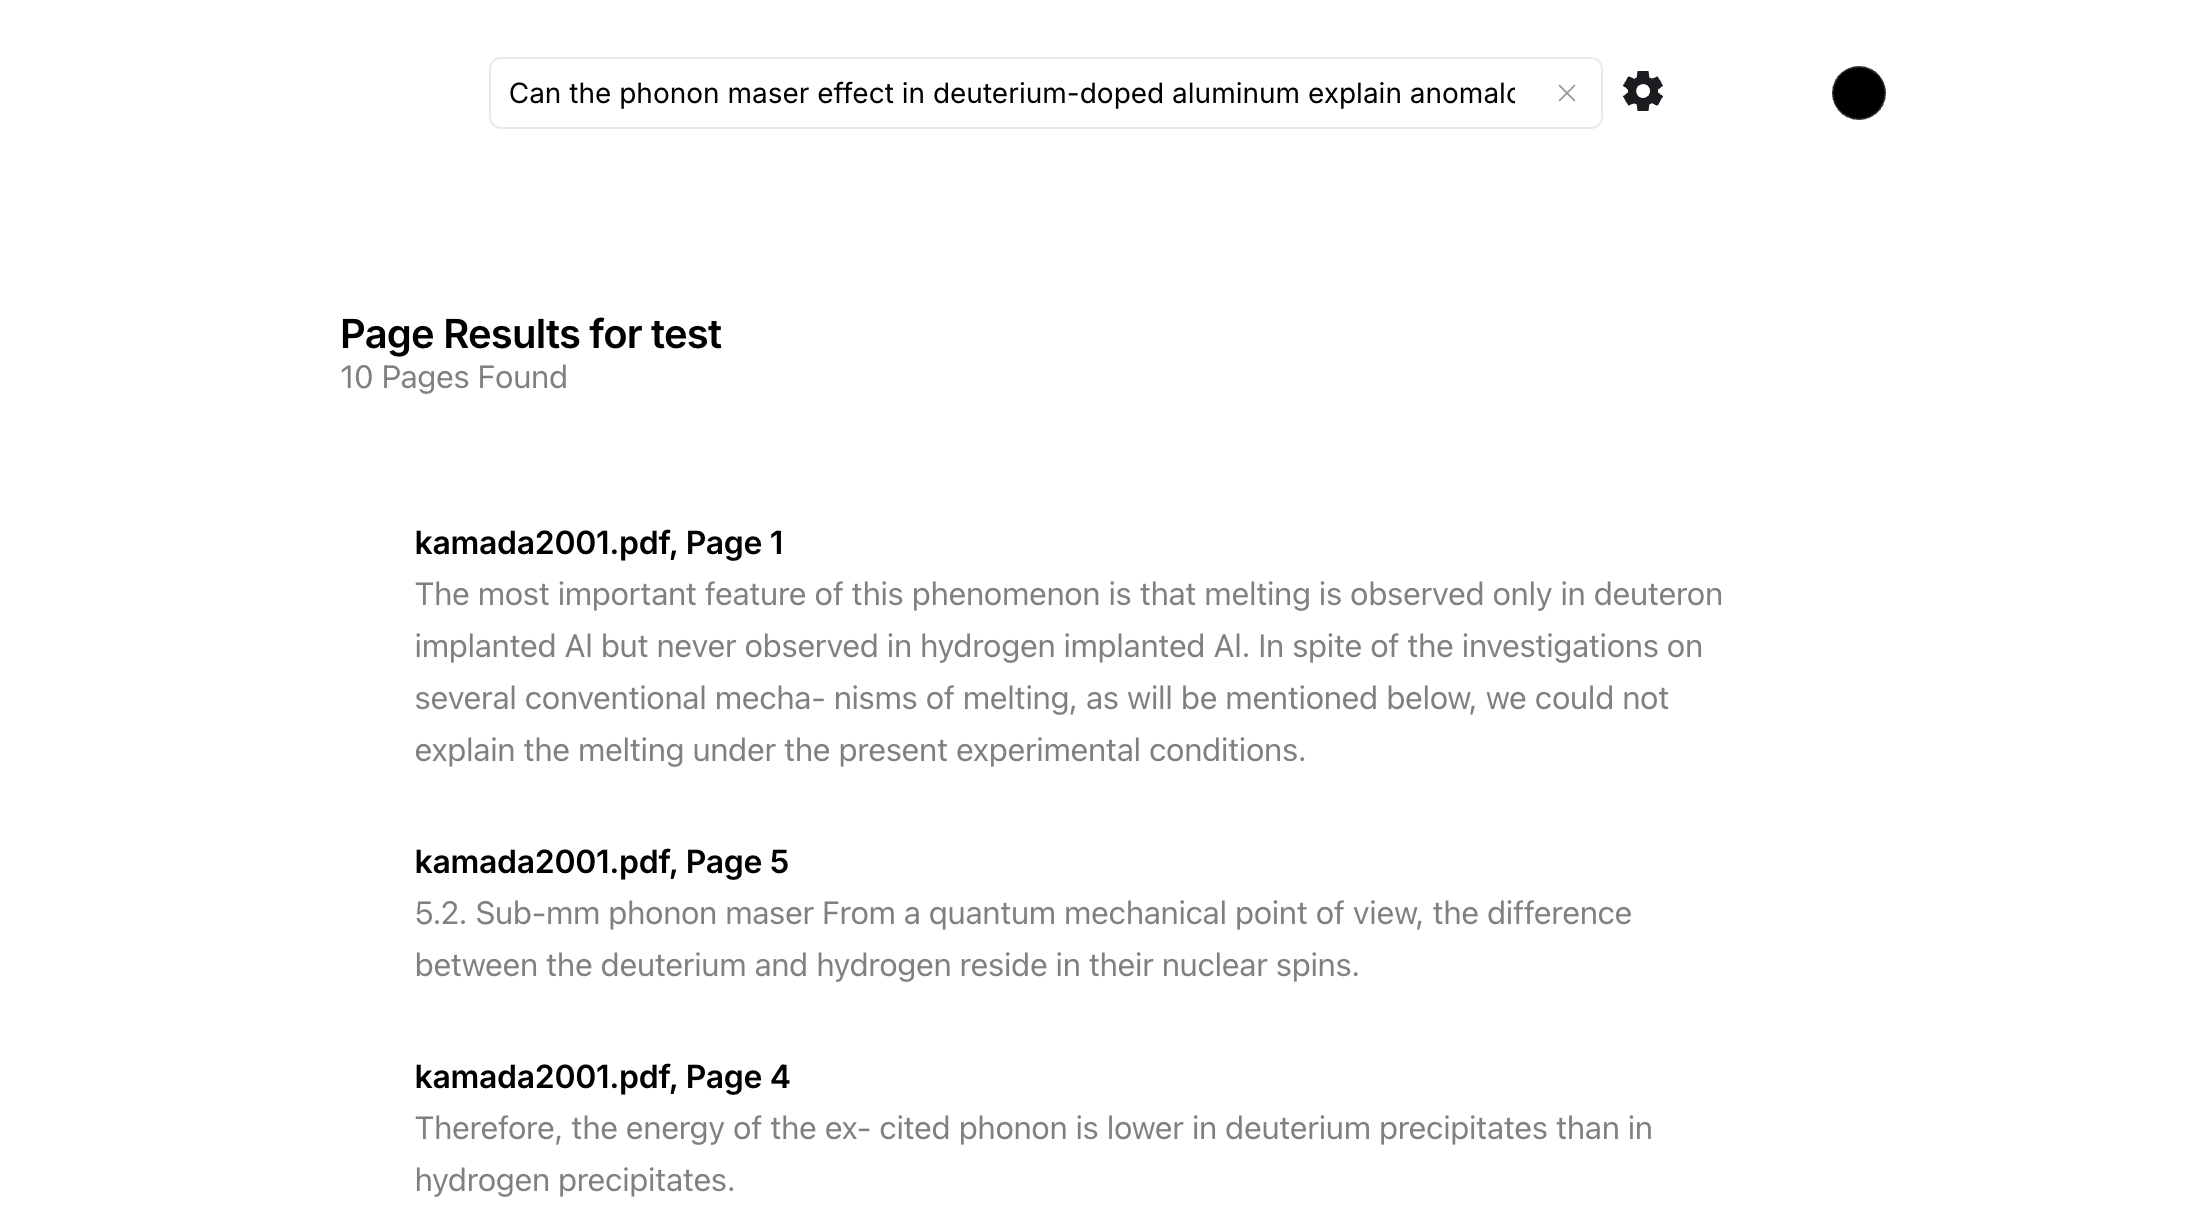 Can the phonon maser effect in deuterium-doped aluminum explain
Page Results for test
10 Pages Found
kamada2001.pdf, Page 1
The most important feature of this phenomenon is that melting is observed only in deuteron
implanted Al but never observed in hydrogen implanted Al. In spite of the investigations on
several conventional mecha- nisms of melting, as will be mentioned below, we could not
explain the melting under the present experimental conditions.
kamada2001.pdf, Page 5
5.2. Sub-mm phonon maser From a quantum mechanical point of view, the difference
between the deuterium and hydrogen reside in their nuclear spins.
kamada2001.pdf, Page 4
Therefore, the energy of the ex- cited phonon is lower in deuterium precipitates than in
hydrogen precipitates.